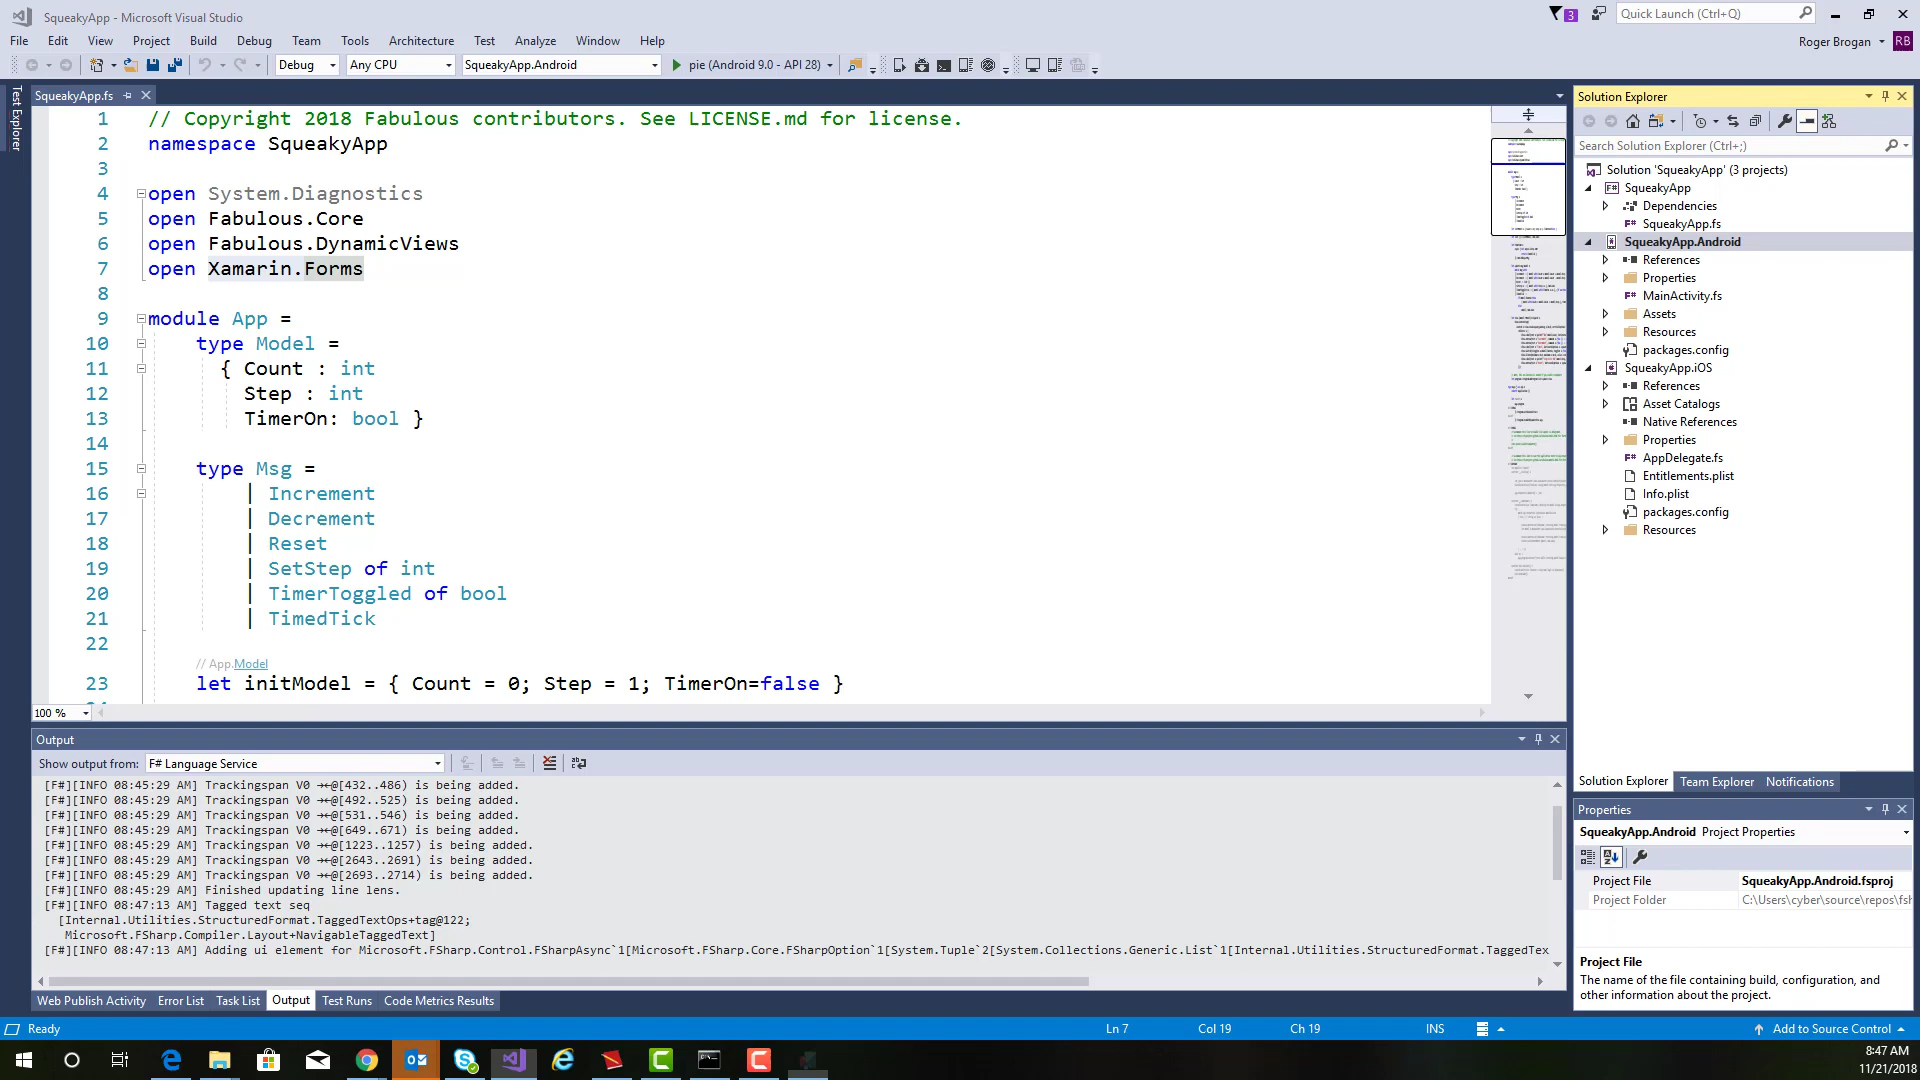 SqueakyApp - Microsoft Visual Studio
3
Quick Launch (Ctrl+Q)
File Edit View Project Build Debug Team Tools Architecture Test Analyze Window Help
Roger Brogan RB
Debug Any CPU SqueakyApp.Android pie (Android 9.0 - API 28)
Test Explorer
SqueakyApp.fs
1 // Copyright 2018 Fabulous contributors. See LICENSE.md for license.
2 namespace SqueakyApp
3
4 open System.Diagnostics
5 open Fabulous.Core
6 open Fabulous.DynamicViews
7 open Xamarin.Forms
8
9 module App =
10 type Model =
11 { Count : int
12 Step : int
13 TimerOn: bool }
14
15 type Msg =
16 | Increment
17 | Decrement
18 | Reset
19 | SetStep of int
20 | TimerToggled of bool
21 | TimedTick
22
// App.Model
23 let initModel = { Count = 0; Step = 1; TimerOn=false }
100 %
Output
Show output from: F# Language Service
[F#][INFO 08:45:29 AM] Trackingspan V0 →←@[432..486) is being added.
[F#][INFO 08:45:29 AM] Trackingspan V0 →←@[492..525) is being added.
[F#][INFO 08:45:29 AM] Trackingspan V0 →←@[531..546) is being added.
[F#][INFO 08:45:29 AM] Trackingspan V0 →←@[649..671) is being added.
[F#][INFO 08:45:29 AM] Trackingspan V0 →←@[1223..1257) is being added.
[F#][INFO 08:45:29 AM] Trackingspan V0 →←@[2643..2691) is being added.
[F#][INFO 08:45:29 AM] Trackingspan V0 →←@[2693..2714) is being added.
[F#][INFO 08:45:29 AM] Finished updating line lens.
[F#][INFO 08:47:13 AM] Tagged text seq
[Internal.Utilities.StructuredFormat.TaggedTextOps+tag@122;
Microsoft.FSharp.Compiler.Layout+NavigableTaggedText]
[F#][INFO 08:47:13 AM] Adding ui element for Microsoft.FSharp.Control.FSharpAsync`1[Microsoft.FSharp.Core.FSharpOption`1[System.Tuple`2[System.Collections.Generic.List`1[Internal.Utilities.StructuredFormat.TaggedTex
Web Publish Activity Error List Task List Output Test Runs Code Metrics Results
Solution Explorer
Search Solution Explorer (Ctrl+;)
Solution 'SqueakyApp' (3 projects)
SqueakyApp
Dependencies
F# SqueakyApp.fs
SqueakyApp.Android
References
Properties
F# MainActivity.fs
Assets
Resources
packages.config
SqueakyApp.iOS
References
Asset Catalogs
Native References
Properties
F# AppDelegate.fs
Entitlements.plist
Info.plist
packages.config
Resources
Solution Explorer Team Explorer Notifications
Properties
SqueakyApp.Android Project Properties
Project File SqueakyApp.Android.fsproj
Project Folder C:\Users\cyber\source\repos\fsh
Project File
The name of the file containing build, configuration, and
other information about the project.
Ready Ln 7 Col 19 Ch 19 INS Add to Source Control
8:47 AM
11/21/2018